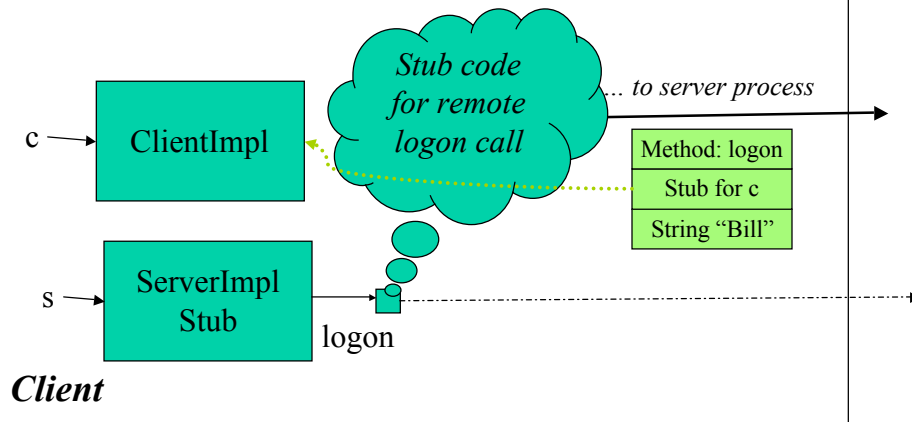 Stub code
for remote
logon call
... to server process
c
ClientImpl
Method: logon
Stub for c
String “Bill”
s
ServerImpl
Stub
logon
Client